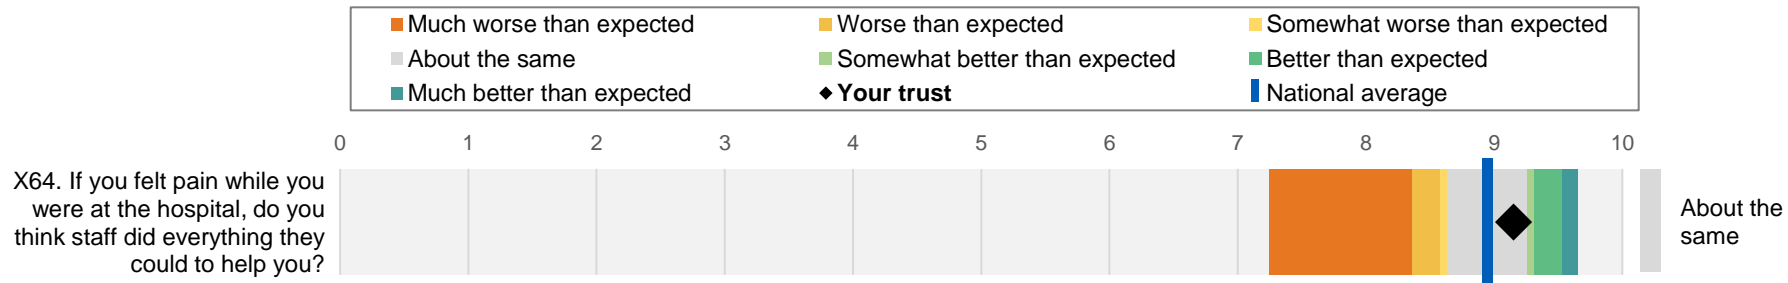 Much worse than expected Worse than expected Somewhat worse than expected
About the same Somewhat better than expected Better than expected
Much better than expected Your trust National average
0 1 2 3 4 5 6 7 8 9 10
X64. If you felt pain while you
were at the hospital, do you
think staff did everything they
could to help you?
About the
same